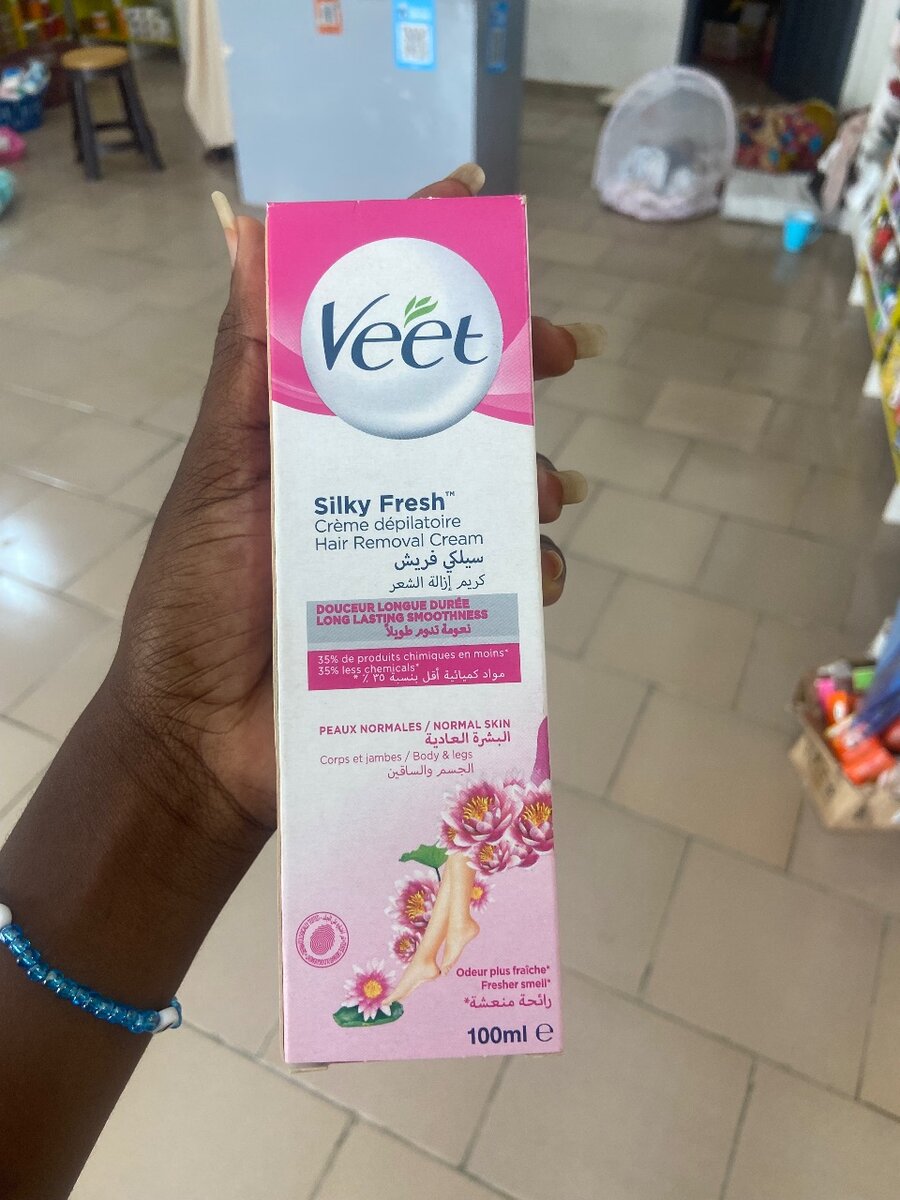 Veet
Silky Fresh™
Crème dépilatoire
Hair Removal Cream
سيلكي فريش
كريم إزالة الشعر
DOUCEUR LONGUE DURÉE
LONG LASTING SMOOTHNESS
نعومة تدوم طويلاً
35% de produits chimiques en moins*
35% less chemicals*
مواد كميائية أقل بنسبة ٣٥ ٪ *
PEAUX NORMALES / NORMAL SKIN
البشرة العادية
Corps et jambes / Body & legs
الجسم والساقين
Odeur plus fraîche*
Fresher smell*
رائحة منعشة*
100ml ℮